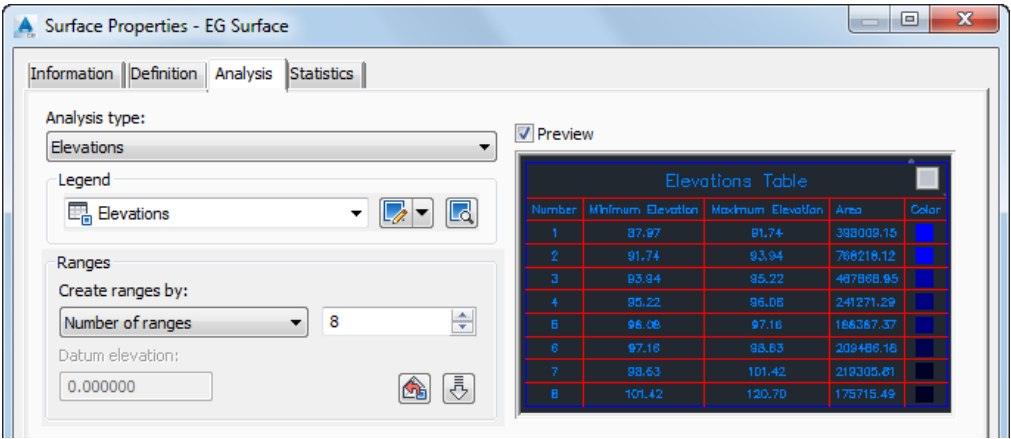 Surface Properties - EG Surface
Information Definition Analysis Statistics
Analysis type:
Elevations
Legend
Elevations
Ranges
Create ranges by:
Number of ranges 8
Datum elevation:
0.000000
Preview
Elevations Table
Number Minimum Elevation Maximum Elevation Area Color
1 87.97 91.74
2 91.74 93.94 768218.12
3 93.94 95.22 467868.95
4 95.22 96.08 241271.29
5 96.08 97.16
6 97.16 98.63 209486.18
7 98.63 101.42 219305.81
8 101.42 120.70 175715.49